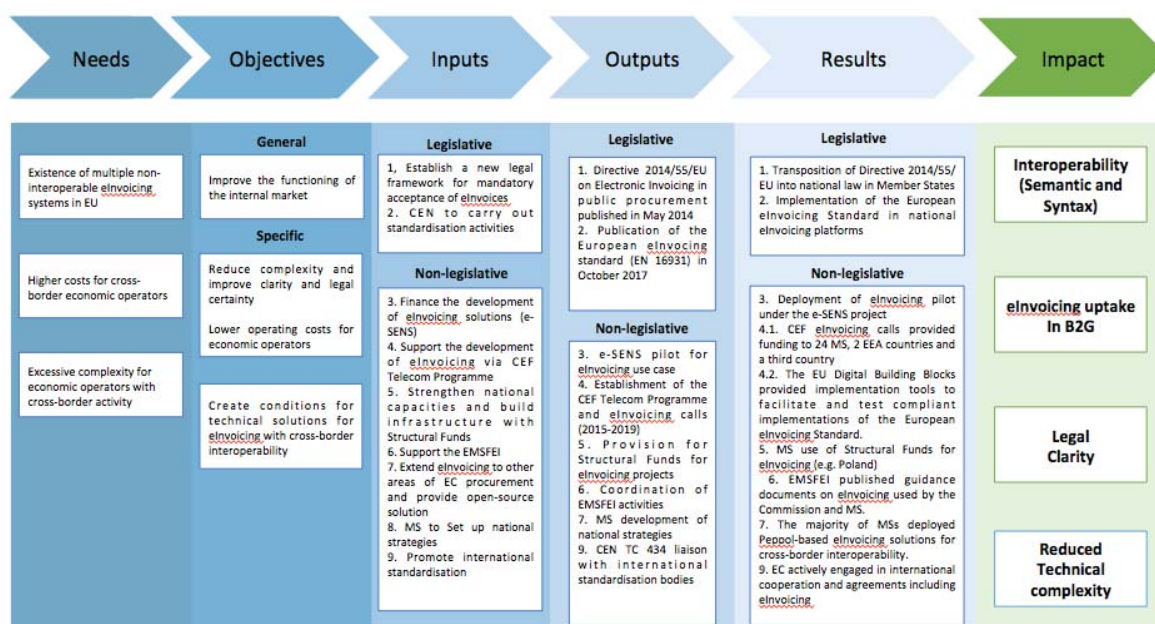 Needs
Objectives
Inputs
Outputs
Results
Impact
Existence of multiple non-
interoperable eInvoicing
systems in EU
Higher costs for cross-
border economic operators
Excessive complexity for
economic operators with
cross-border activity
General
Improve the functioning of
the internal market
Specific
Reduce complexity and
improve clarity and legal
certainty
Lower operating costs for
economic operators
Create conditions for
technical solutions for
eInvoicing with cross-border
interoperability
Legislative
1, Establish a new legal
framework for mandatory
acceptance of eInvoices
2. CEN to carry out
standardisation activities
Non-legislative
3. Finance the development
of eInvoicing solutions (e-
SENS)
4. Support the development
of eInvoicing via CEF
Telecom Programme
5. Strengthen national
capacities and build
infrastructure with
Structural Funds
6. Support the EMSFEI
7. Extend eInvoicing to other
areas of EC procurement
and provide open-source
solution
8. MS to Set up national
strategies
9. Promote international
standardisation
Legislative
1. Directive 2014/55/EU
on Electronic Invoicing in
public procurement
published in May 2014
2. Publication of the
European eInvocing
standard (EN 16931) in
October 2017
Non-legislative
3. e-SENS pilot for
eInvoicing use case
4. Establishment of the
CEF Telecom Programme
and eInvoicing calls
(2015-2019)
5. Provision for
Structural Funds for
eInvoicing projects
6. Coordination of
EMSFEI activities
7. MS development of
national strategies
9. CEN TC 434 liaison
with international
standardisation bodies
Legislative
1. Transposition of Directive 2014/55/
EU into national law in Member States
2. Implementation of the European
eInvoicing Standard in national
eInvoicing platforms
Non-legislative
3. Deployment of eInvoicing pilot
under the e-SENS project
4.1. CEF eInvoicing calls provided
funding to 24 MS, 2 EEA countries and
a third country
4.2. The EU Digital Building Blocks
provided implementation tools to
facilitate and test compliant
implementations of the European
eInvoicing Standard.
5. MS use of Structural Funds for
eInvoicing (e.g. Poland)
6. EMSFEI published guidance
documents on eInvoicing used by the
Commission and MS.
7. The majority of MSs deployed
Peppol-based eInvoicing solutions for
cross-border interoperability.
9. EC actively engaged in international
cooperation and agreements including
eInvoicing
Interoperability
(Semantic and
Syntax)
eInvoicing uptake
In B2G
Legal
Clarity
Reduced
Technical
complexity